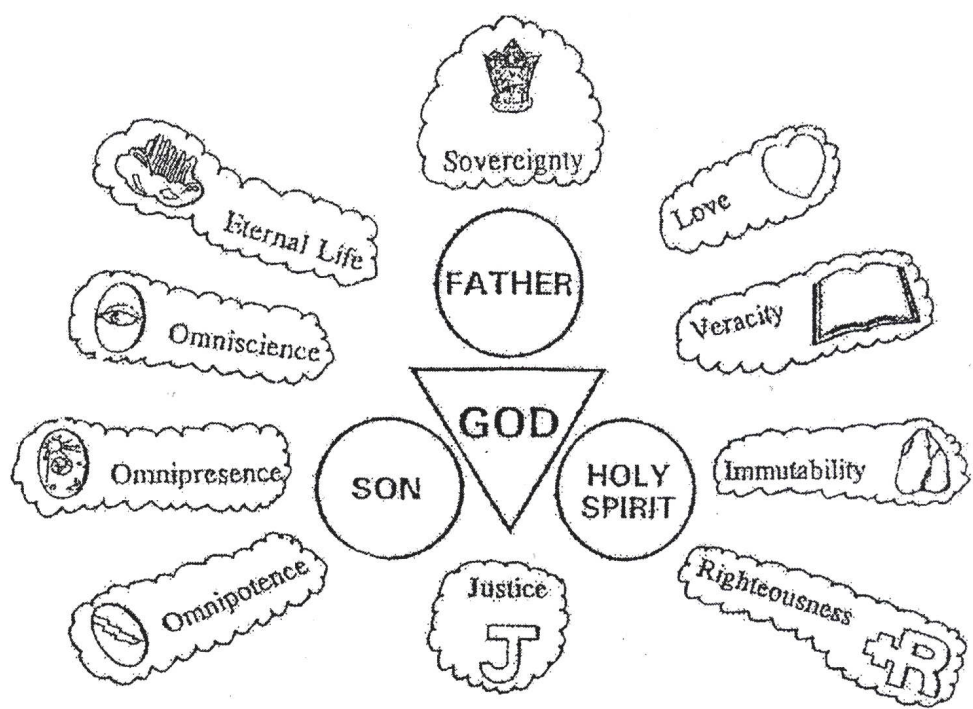 Sovereignty
Love
Eternal Life
FATHER
Veracity
Omniscience
GOD
SON
HOLY
SPIRIT
Omnipresence
Immutability
Omnipotence
Justice
J
Righteousness
+R